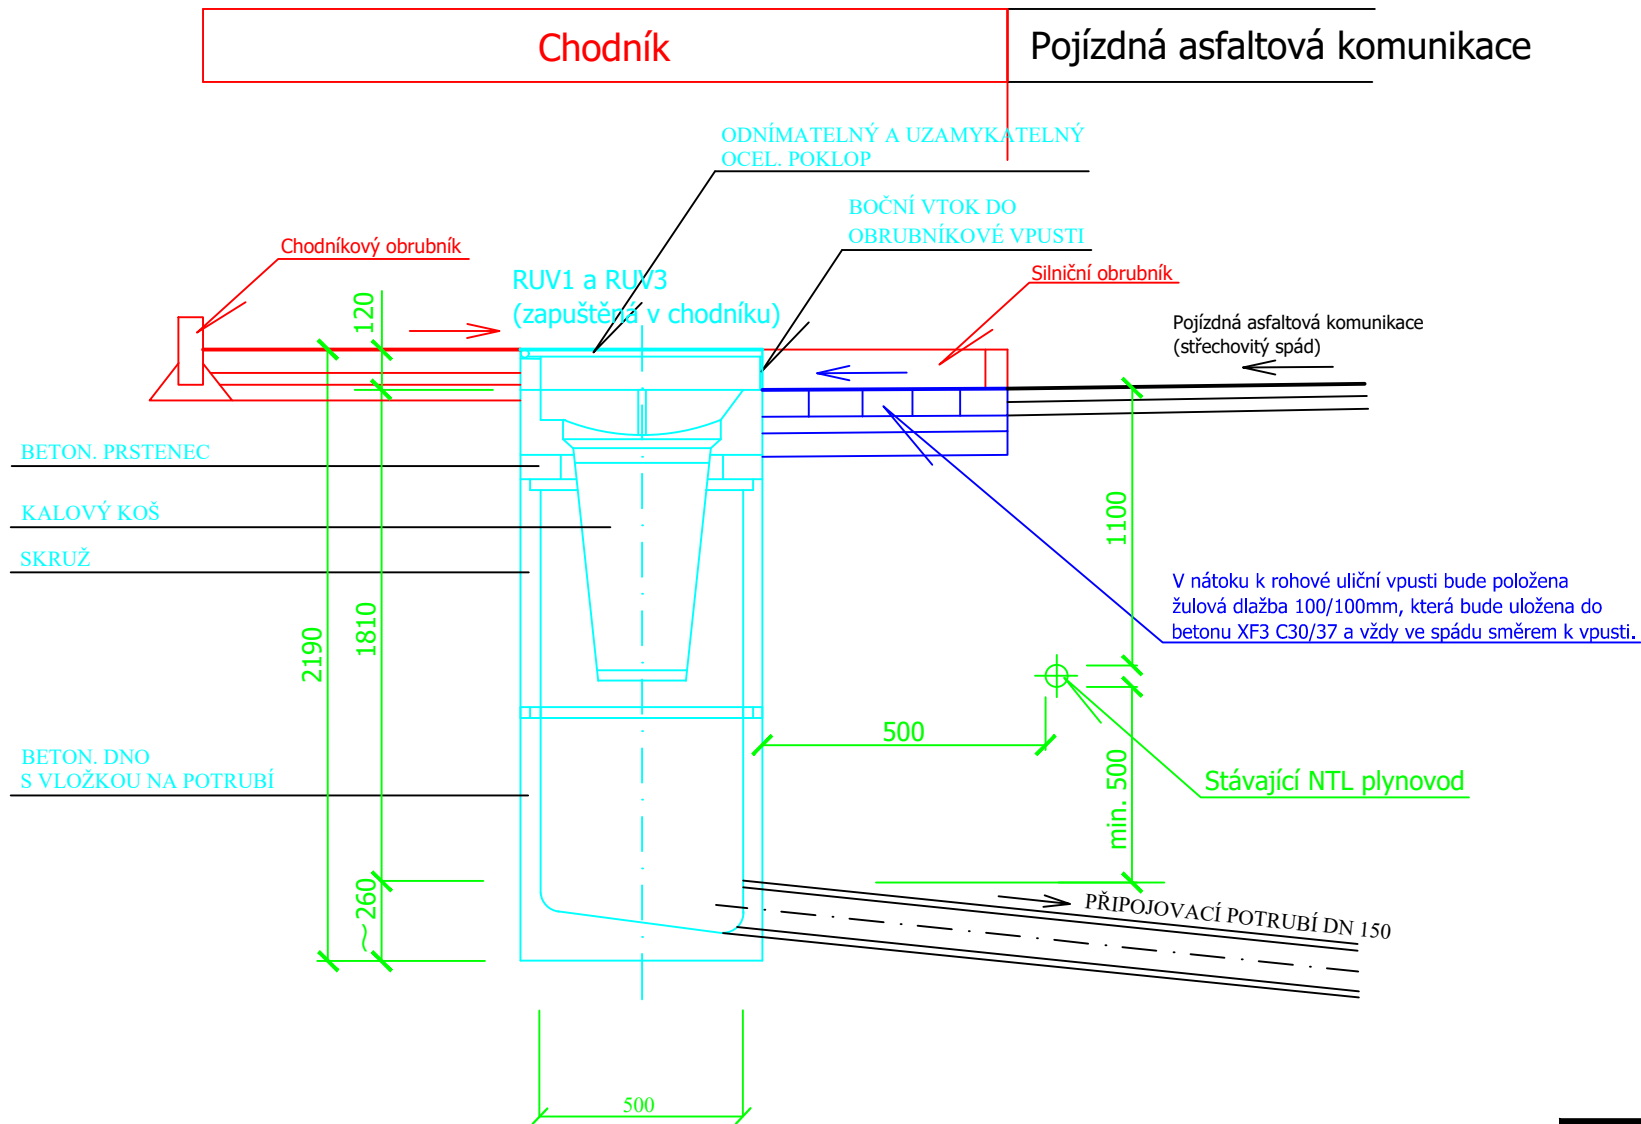 Chodník
Pojízdná asfaltová komunikace
ODNÍMATELNÝ A UZAMYKATELNÝ
OCEL. POKLOP
BOČNÍ VTOK DO
OBRUBNÍKOVÉ VPUSTI
Chodníkový obrubník
RUV1 a RUV3
(zapuštěná v chodníku)
Silniční obrubník
Pojízdná asfaltová komunikace
(střechovitý spád)
120
BETON. PRSTENEC
KALOVÝ KOŠ
SKRUŽ
1100
V nátoku k rohové uliční vpusti bude položena
žulová dlažba 100/100mm, která bude uložena do
betonu XF3 C30/37 a vždy ve spádu směrem k vpusti.
2190
1810
500
BETON. DNO
S VLOŽKOU NA POTRUBÍ
min. 500
Stávající NTL plynovod
~260
PŘIPOJOVACÍ POTRUBÍ DN 150
500